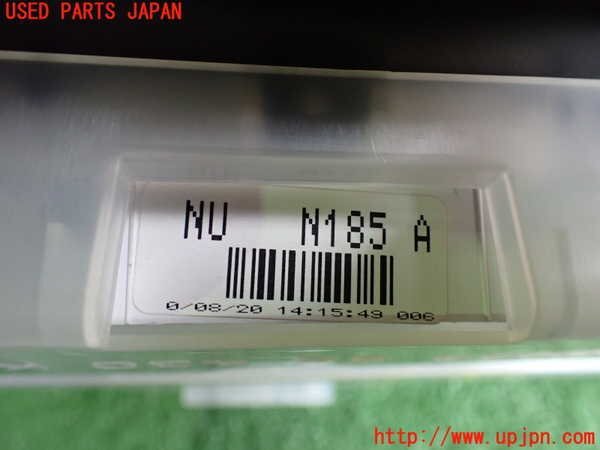 USED PARTS JAPAN
NU N185 A
0/08/20 14:15:49 006
http://www.upjpn.com/